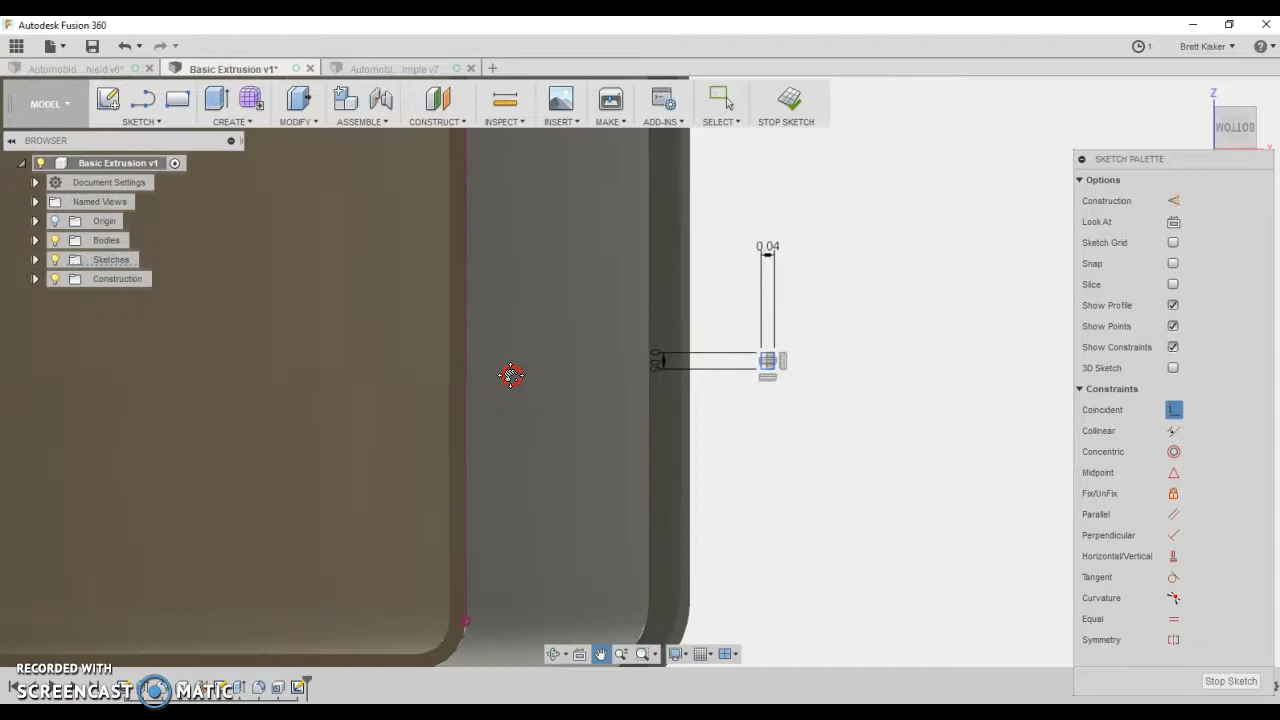 Autodesk Fusion 360
1
Brett Kisker
Basic Extrusion v1*
MODEL
SKETCH
CREATE
MODIFY
ASSEMBLE
CONSTRUCT
INSPECT
INSERT
MAKE
ADD-INS
SELECT
STOP SKETCH
BROWSER
Basic Extrusion v1
Document Settings
Named Views
Origin
Bodies
Sketches
Construction
0.04
0.05
Z
BOTTOM
SKETCH PALETTE
Options
Construction
Look At
Sketch Grid
Snap
Slice
Show Profile
Show Points
Show Constraints
3D Sketch
Constraints
Coincident
Collinear
Concentric
Midpoint
Fix/UnFix
Parallel
Perpendicular
Horizontal/Vertical
Tangent
Curvature
Equal
Symmetry
Stop Sketch
RECORDED WITH
SCREENCAST MATIC